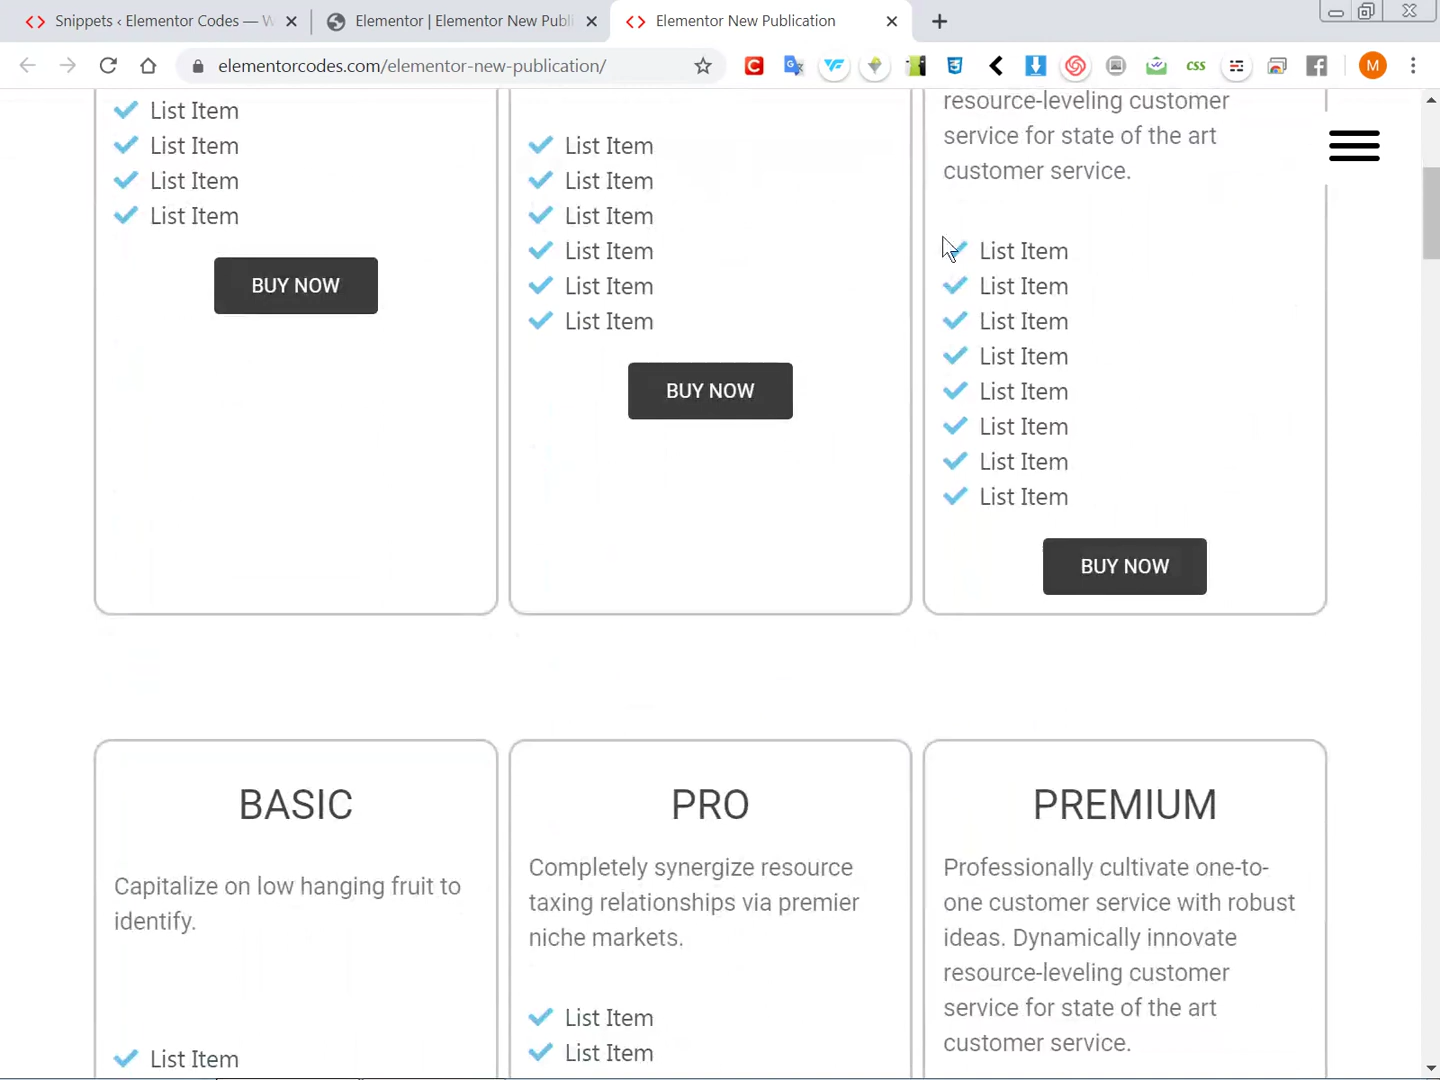 Snippets ‹ Elementor Codes — W
Elementor | Elementor New Publi
Elementor New Publication
elementorcodes.com/elementor-new-publication/
css
M
List Item
List Item
List Item
List Item
BUY NOW
List Item
List Item
List Item
List Item
List Item
List Item
BUY NOW
resource-leveling customer
service for state of the art
customer service.
List Item
List Item
List Item
List Item
List Item
List Item
List Item
List Item
BUY NOW
BASIC
Capitalize on low hanging fruit to
identify.
List Item
PRO
Completely synergize resource
taxing relationships via premier
niche markets.
List Item
List Item
PREMIUM
Professionally cultivate one-to-
one customer service with robust
ideas. Dynamically innovate
resource-leveling customer
service for state of the art
customer service.